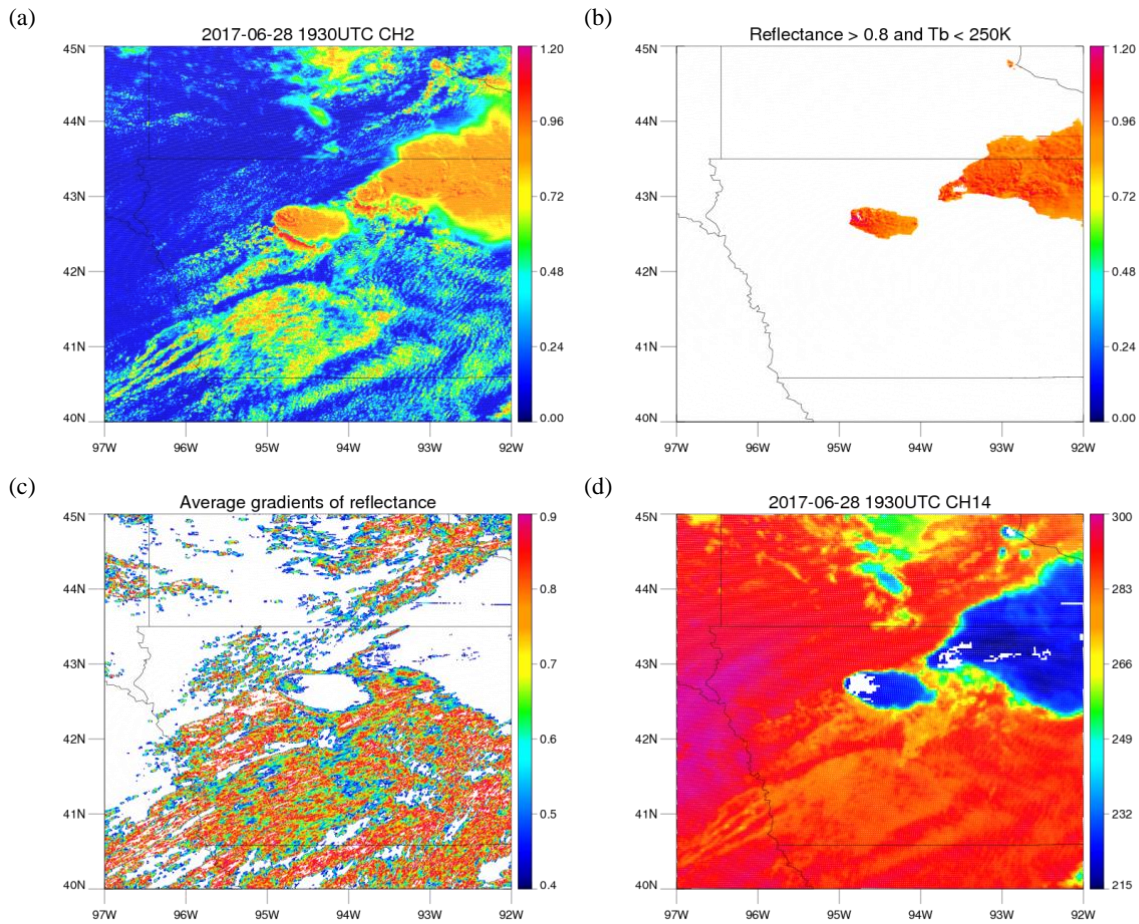 (a)
2017-06-28 1930UTC CH2
45N
44N
43N
42N
41N
40N
97W 96W 95W 94W 93W 92W
1.20
0.96
0.72
0.48
0.24
0.00
(b)
Reflectance > 0.8 and Tb < 250K
45N
44N
43N
42N
41N
40N
97W 96W 95W 94W 93W 92W
1.20
0.96
0.72
0.48
0.24
0.00
(c)
Average gradients of reflectance
45N
44N
43N
42N
41N
40N
97W 96W 95W 94W 93W 92W
0.9
0.8
0.7
0.6
0.5
0.4
(d)
2017-06-28 1930UTC CH14
45N
44N
43N
42N
41N
40N
97W 96W 95W 94W 93W 92W
300
283
266
249
232
215